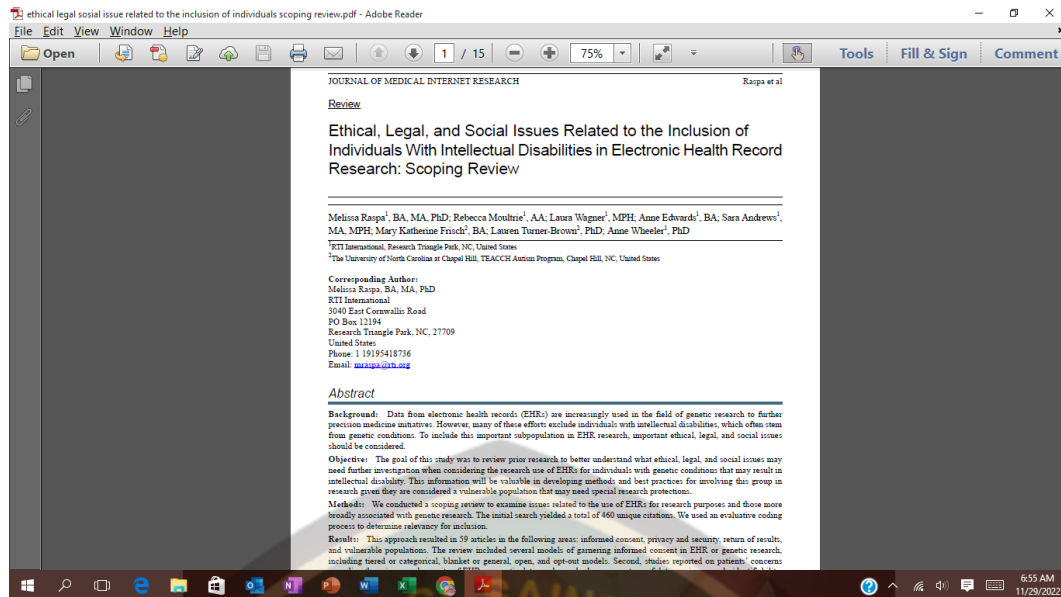 ethical legal sosial issue related to the inclusion of individuals scoping review.pdf - Adobe Reader
File Edit View Window Help
Open 1 / 15 75% Tools Fill & Sign Comment
JOURNAL OF MEDICAL INTERNET RESEARCH Raspa et al
Review
Ethical, Legal, and Social Issues Related to the Inclusion of
Individuals With Intellectual Disabilities in Electronic Health Record
Research: Scoping Review
Melissa Raspa1, BA, MA, PhD; Rebecca Moultrie1, AA; Laura Wagner1, MPH; Anne Edwards1, BA; Sara Andrews1,
MA, MPH; Mary Katherine Frisch2, BA; Lauren Turner-Brown2, PhD; Anne Wheeler1, PhD
1RTI International, Research Triangle Park, NC, United States
2The University of North Carolina at Chapel Hill, TEACCH Autism Program, Chapel Hill, NC, United States
Corresponding Author:
Melissa Raspa, BA, MA, PhD
RTI International
3040 East Cornwallis Road
PO Box 12194
Research Triangle Park, NC, 27709
United States
Phone: 1 19195418736
Email: mraspa@rti.org
Abstract
Background: Data from electronic health records (EHRs) are increasingly used in the field of genetic research to further
precision medicine initiatives. However, many of these efforts exclude individuals with intellectual disabilities, which often stem
from genetic conditions. To include this important subpopulation in EHR research, important ethical, legal, and social issues
should be considered.
Objective: The goal of this study was to review prior research to better understand what ethical, legal, and social issues may
need further investigation when considering the research use of EHRs for individuals with genetic conditions that may result in
intellectual disability. This information will be valuable in developing methods and best practices for involving this group in
research given they are considered a vulnerable population that may need special research protections.
Methods: We conducted a scoping review to examine issues related to the use of EHRs for research purposes and those more
broadly associated with genetic research. The initial search yielded a total of 460 unique citations. We used an evaluative coding
process to determine relevancy for inclusion.
Results: This approach resulted in 59 articles in the following areas: informed consent, privacy and security, return of results,
and vulnerable populations. The review included several models of garnering informed consent in EHR or genetic research,
including tiered or categorical, blanket or general, open, and opt-out models. Second, studies reported on patients' concerns
6:55 AM
11/29/2022